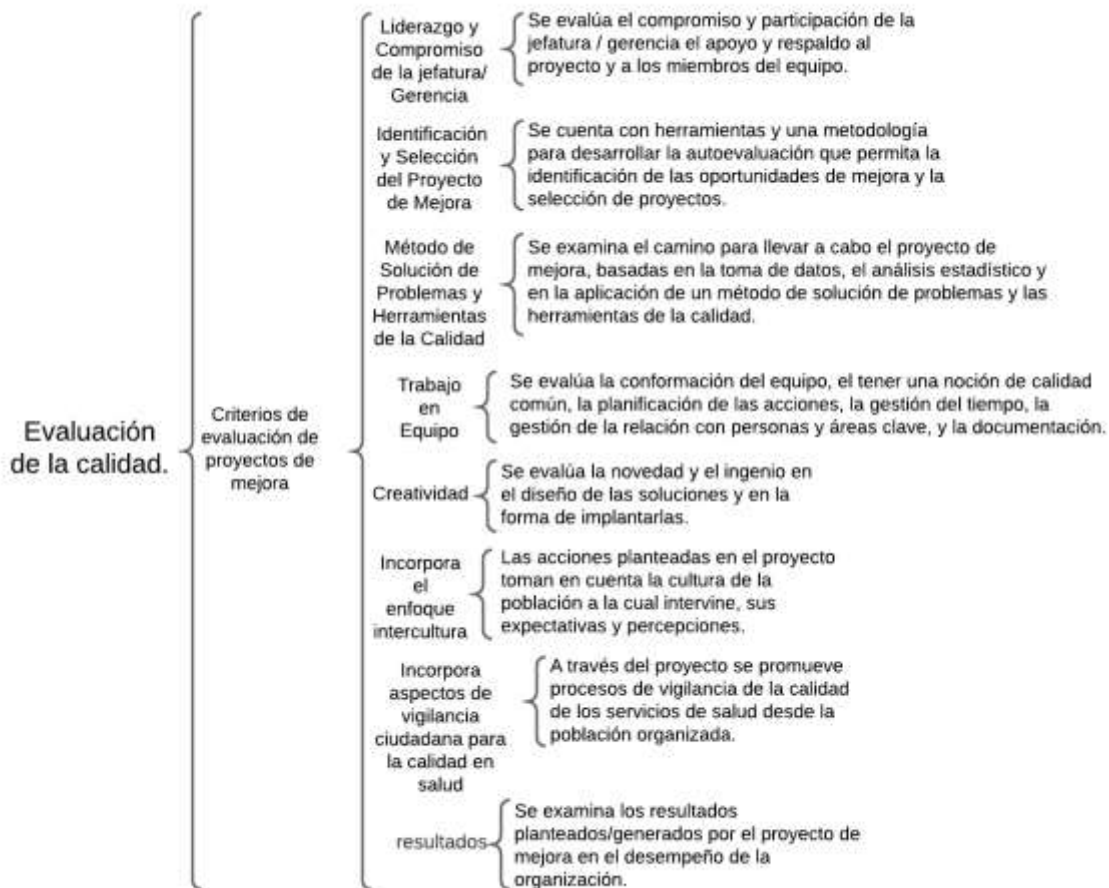 Evaluación
de la calidad.
Criterios de
evaluación de
proyectos de
mejora
Liderazgo y
Compromiso
de la jefatura/
Gerencia
Se evalúa el compromiso y participación de la
jefatura / gerencia el apoyo y respaldo al
proyecto y a los miembros del equipo.
Identificación
y Selección
del Proyecto
de Mejora
Se cuenta con herramientas y una metodología
para desarrollar la autoevaluación que permita la
identificación de las oportunidades de mejora y la
selección de proyectos.
Método de
Solución de
Problemas y
Herramientas
de la Calidad
Se examina el camino para llevar a cabo el proyecto de
mejora, basadas en la toma de datos, el análisis estadístico y
en la aplicación de un método de solución de problemas y las
herramientas de la calidad.
Trabajo
en
Equipo
Se evalúa la conformación del equipo, el tener una noción de calidad
común, la planificación de las acciones, la gestión del tiempo, la
gestión de la relación con personas y áreas clave, y la documentación.
Creatividad
Se evalúa la novedad y el ingenio en
el diseño de las soluciones y en la
forma de implantarlas.
Incorpora
el
enfoque
intercultura
Las acciones planteadas en el proyecto
toman en cuenta la cultura de la
población a la cual intervine, sus
expectativas y percepciones.
Incorpora
aspectos de
vigilancia
ciudadana para
la calidad en
salud
A través del proyecto se promueve
procesos de vigilancia de la calidad
de los servicios de salud desde la
población organizada.
resultados
Se examina los resultados
planteados/generados por el proyecto de
mejora en el desempeño de la
organización.